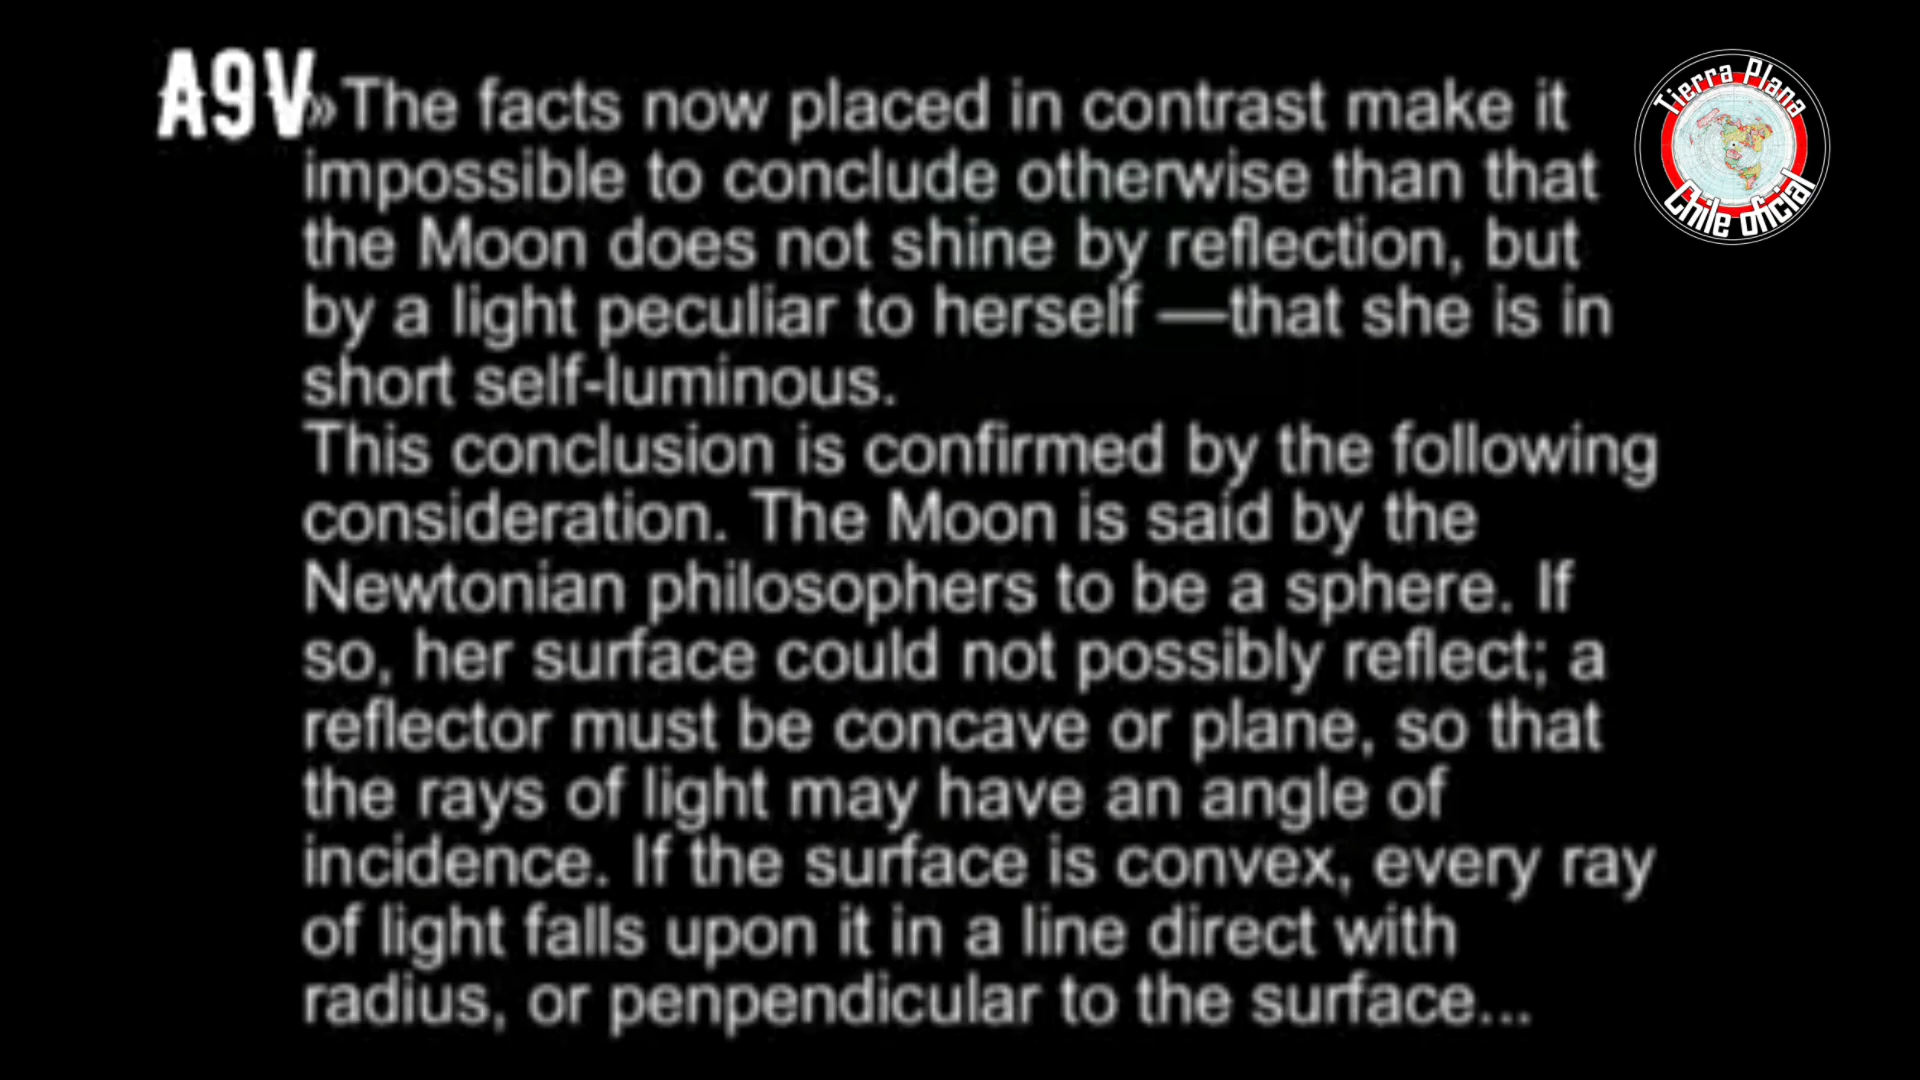 A9V
»The facts now placed in contrast make it
impossible to conclude otherwise than that
the Moon does not shine by reflection, but
by a light peculiar to herself —that she is in
short self-luminous.
This conclusion is confirmed by the following
consideration. The Moon is said by the
Newtonian philosophers to be a sphere. If
so, her surface could not possibly reflect; a
reflector must be concave or plane, so that
the rays of light may have an angle of
incidence. If the surface is convex, every ray
of light falls upon it in a line direct with
radius, or penpendicular to the surface...
Tierra Plana
Chile oficial